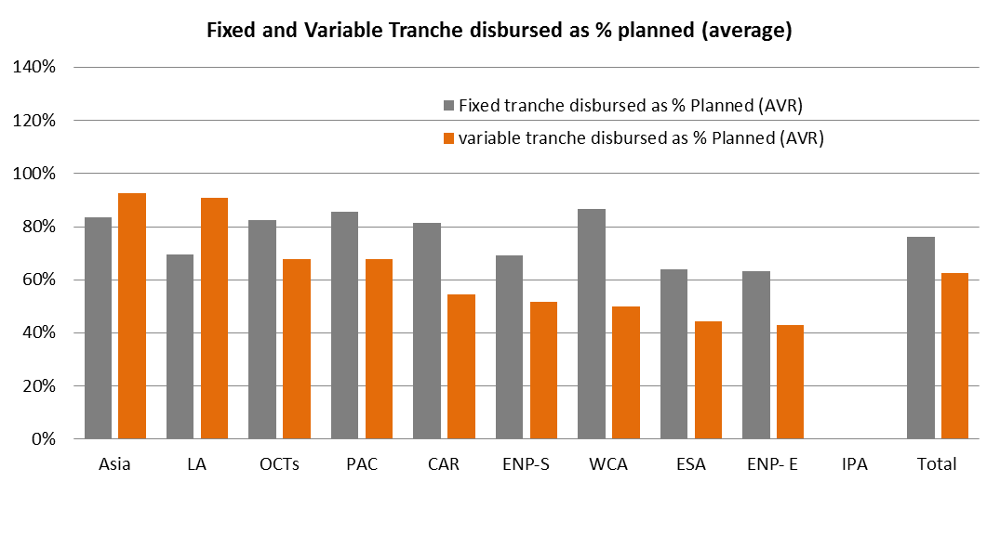 Fixed and Variable Tranche disbursed as % planned (average)
140%
120%
100%
80%
60%
40%
20%
0%
Fixed tranche disbursed as % Planned (AVR)
variable tranche disbursed as % Planned (AVR)
Asia LA OCTs PAC CAR ENP-S WCA ESA ENP- E IPA Total